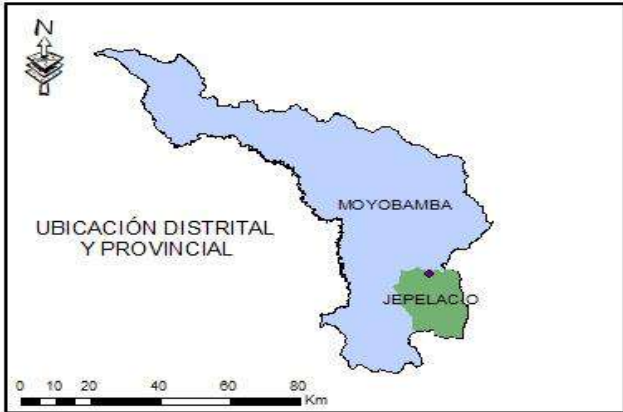 N
MOYOBAMBA
UBICACIÓN DISTRITAL
Y PROVINCIAL
JEPELACIO
0 10 20 40 60 80
Km